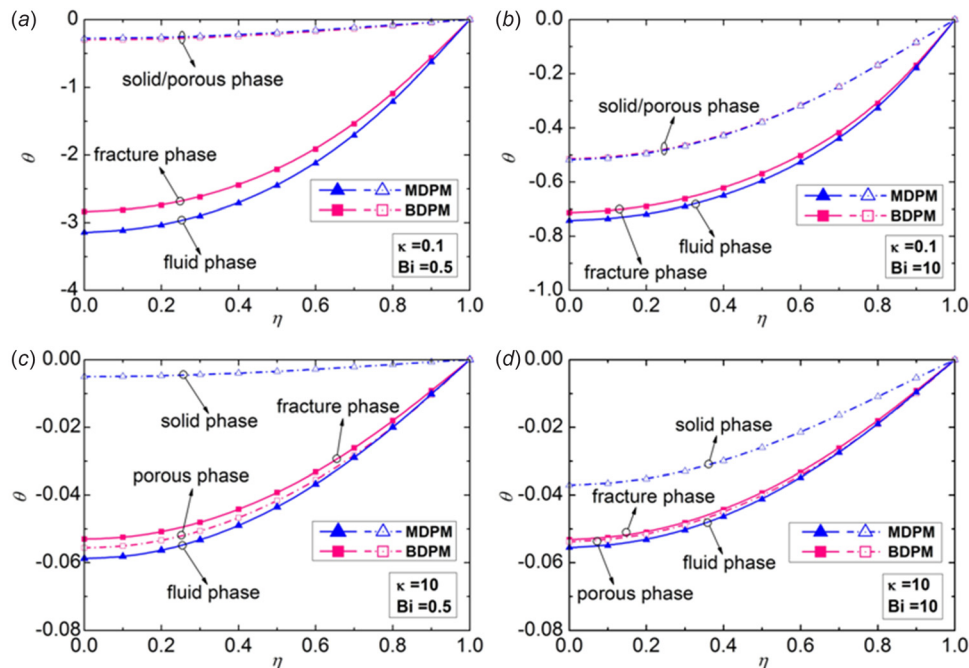 (a)
0
-1
-2
-3
-4
θ
solid/porous phase
fracture phase
fluid phase
MDPM
BDPM
κ =0.1
Bi =0.5
0.0 0.2 0.4 0.6 0.8 1.0
η
(b)
0.0
-0.2
-0.4
-0.6
-0.8
-1.0
θ
solid/porous phase
fluid phase
fracture phase
MDPM
BDPM
κ =0.1
Bi =10
0.0 0.2 0.4 0.6 0.8 1.0
η
(c)
0.00
-0.02
-0.04
-0.06
-0.08
θ
solid phase
fracture phase
porous phase
fluid phase
MDPM
BDPM
κ =10
Bi =0.5
0.0 0.2 0.4 0.6 0.8 1.0
η
(d)
0.00
-0.02
-0.04
-0.06
-0.08
θ
solid phase
fracture phase
fluid phase
porous phase
MDPM
BDPM
κ =10
Bi =10
0.0 0.2 0.4 0.6 0.8 1.0
η